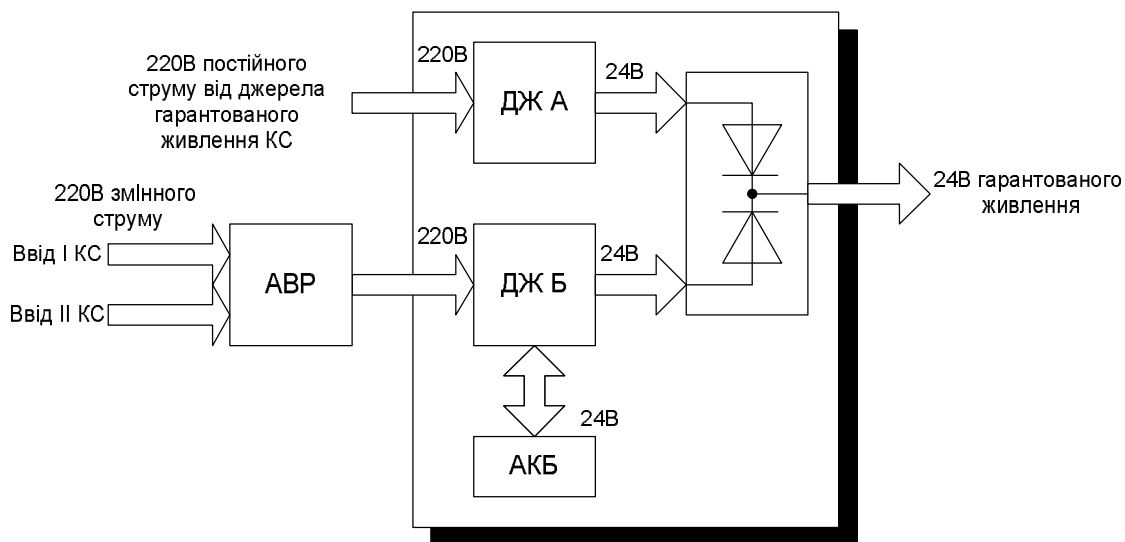 220В постійного
струму від джерела
гарантованого
живлення КС
220В
ДЖ А
24В
220В змінного
струму
Ввід I КС
Ввід II КС
АВР
220В
ДЖ Б
24В
24В гарантованого
живлення
24В
АКБ